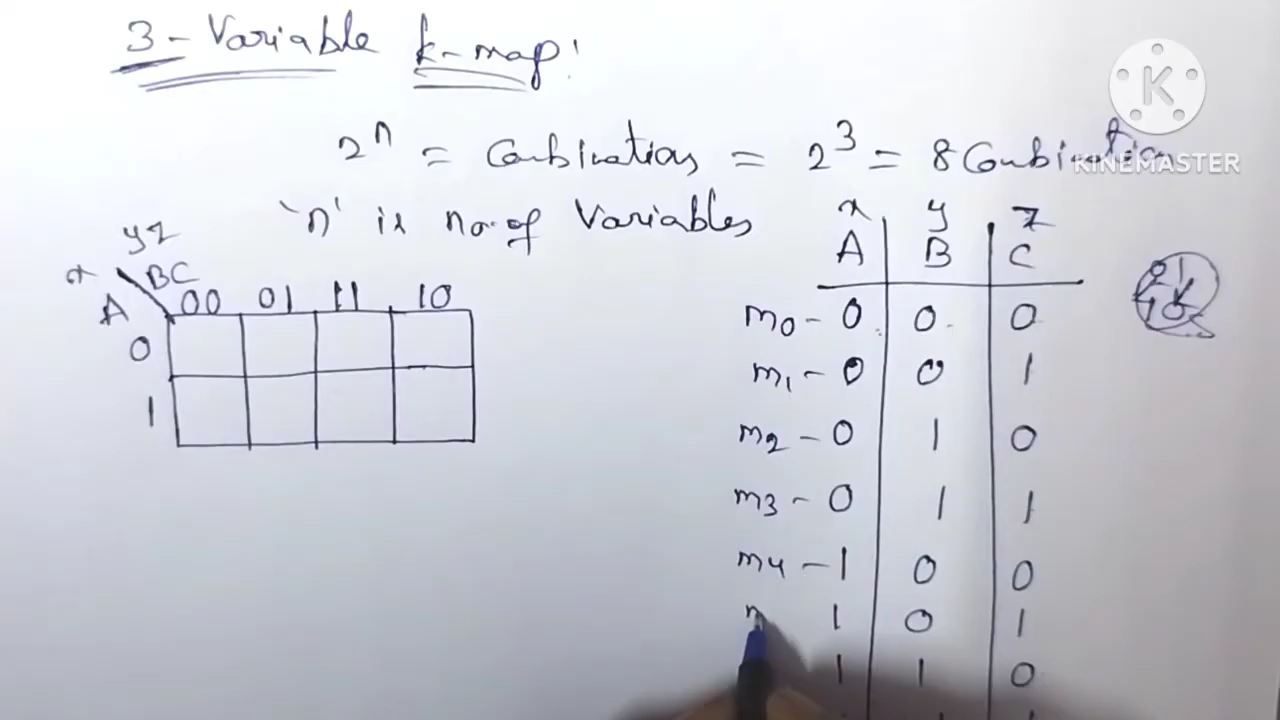 3-Variable k-map:
2^n = Combinations = 2^3 = 8 Combination
KINEMASTER
K
'n' is no. of Variables
x y z
A B C
yz
x BC
A 00 01 11 10
0
1
m0 - 0 0 0
m1 - 0 0 1
m2 - 0 1 0
m3 - 0 1 1
m4 - 1 0 0
m 1 0 1
1 1 0